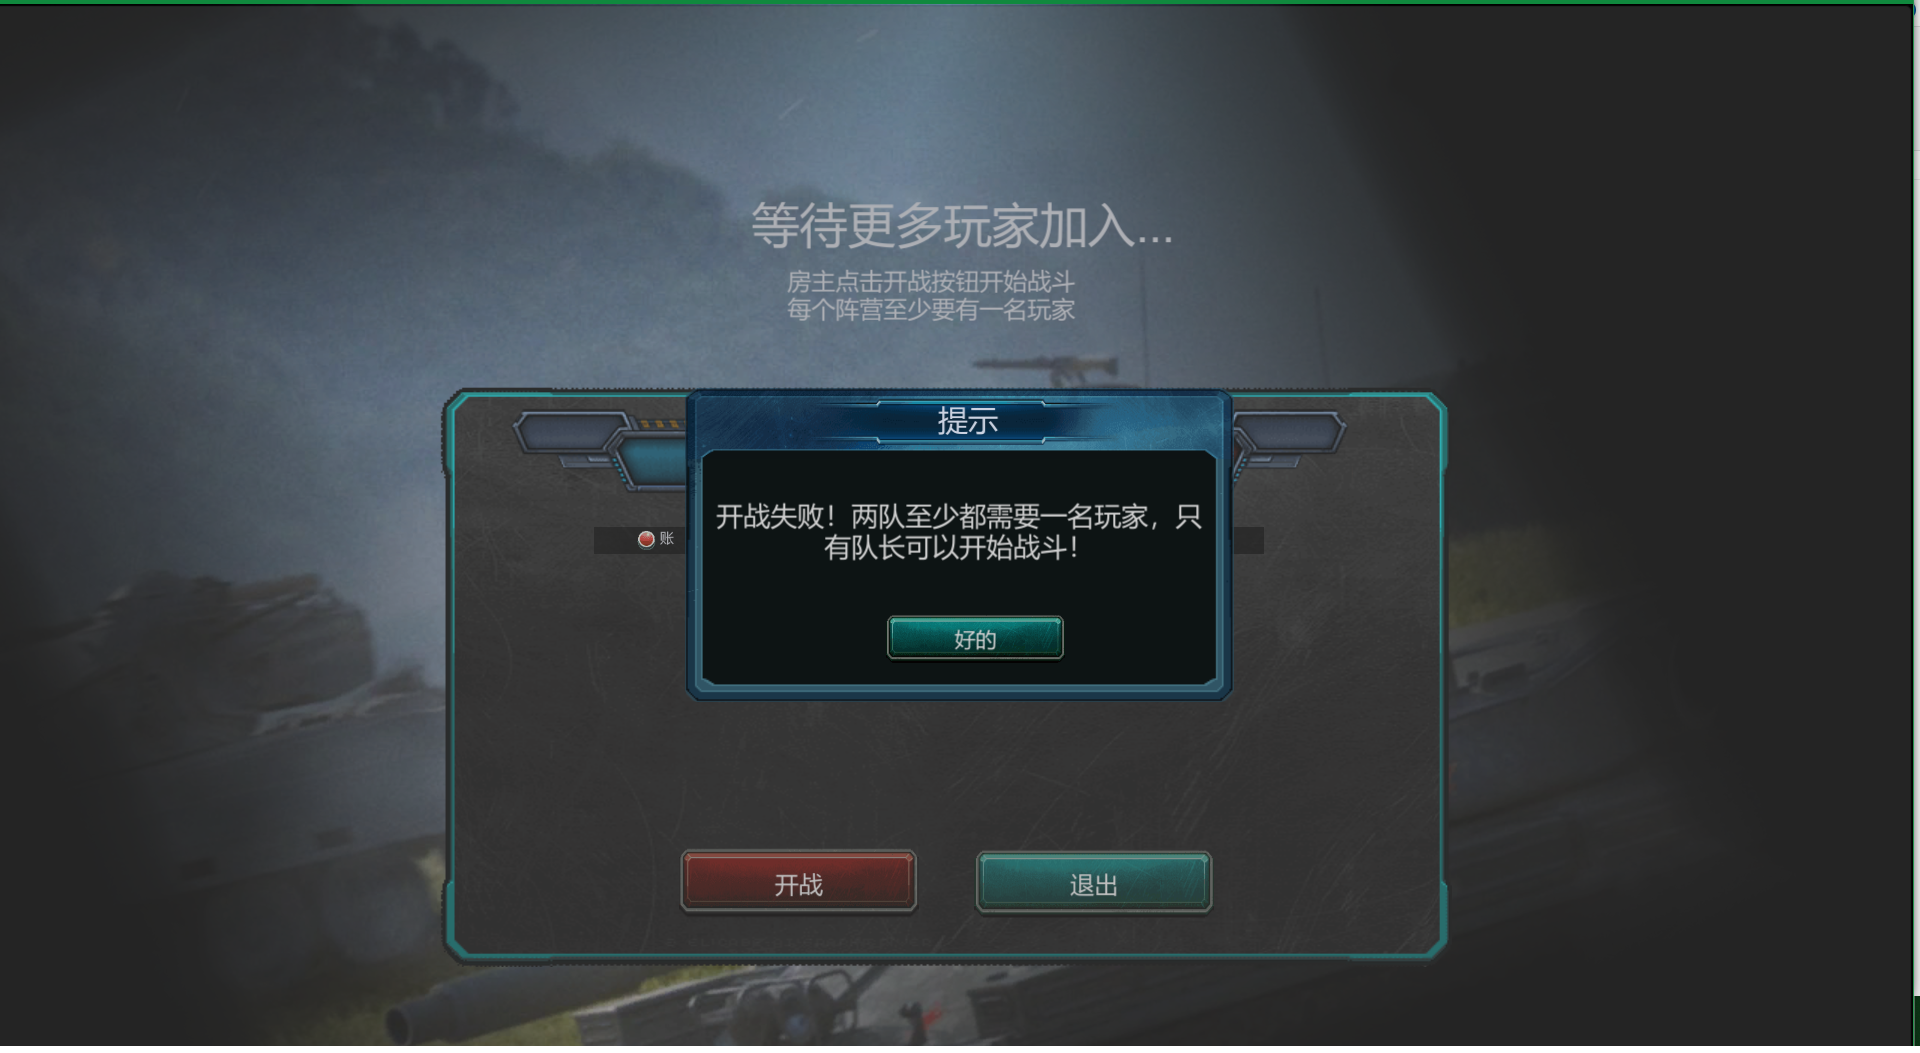 等待更多玩家加入...
房主点击开战按钮开始战斗
每个阵营至少要有一名玩家
提示
开战失败！两队至少都需要一名玩家，只
有队长可以开始战斗！
账
好的
开战
退出